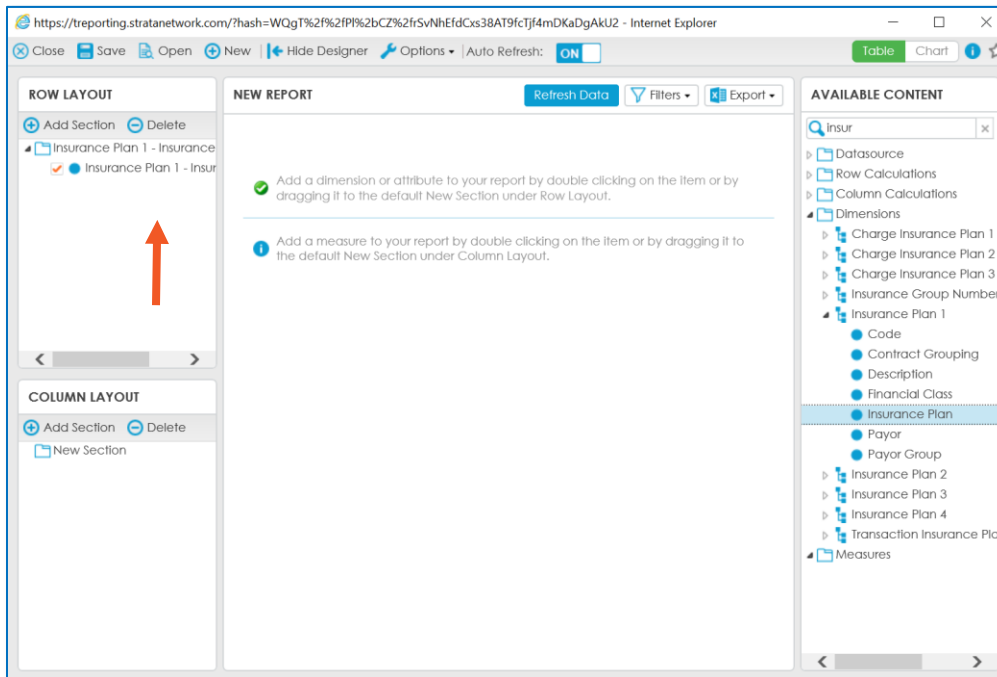 https://treporting.stratanetwork.com/?hash=WQgT%2f%2fPl%2bCZ%2frSvNhEfdCxs38AT9fcTjf4mDKaDgAkU2 - Internet Explorer
Close Save Open New Hide Designer Options Auto Refresh: ON Table Chart
ROW LAYOUT
Add Section Delete
Insurance Plan 1 - Insurance
Insurance Plan 1 - Insur
COLUMN LAYOUT
Add Section Delete
New Section
NEW REPORT Refresh Data Filters Export
Add a dimension or attribute to your report by double clicking on the item or by
dragging it to the default New Section under Row Layout.
Add a measure to your report by double clicking on the item or by dragging it to
the default New Section under Column Layout.
AVAILABLE CONTENT
insur
Datasource
Row Calculations
Column Calculations
Dimensions
Charge Insurance Plan 1
Charge Insurance Plan 2
Charge Insurance Plan 3
Insurance Group Number
Insurance Plan 1
Code
Contract Grouping
Description
Financial Class
Insurance Plan
Payor
Payor Group
Insurance Plan 2
Insurance Plan 3
Insurance Plan 4
Transaction Insurance Pla
Measures